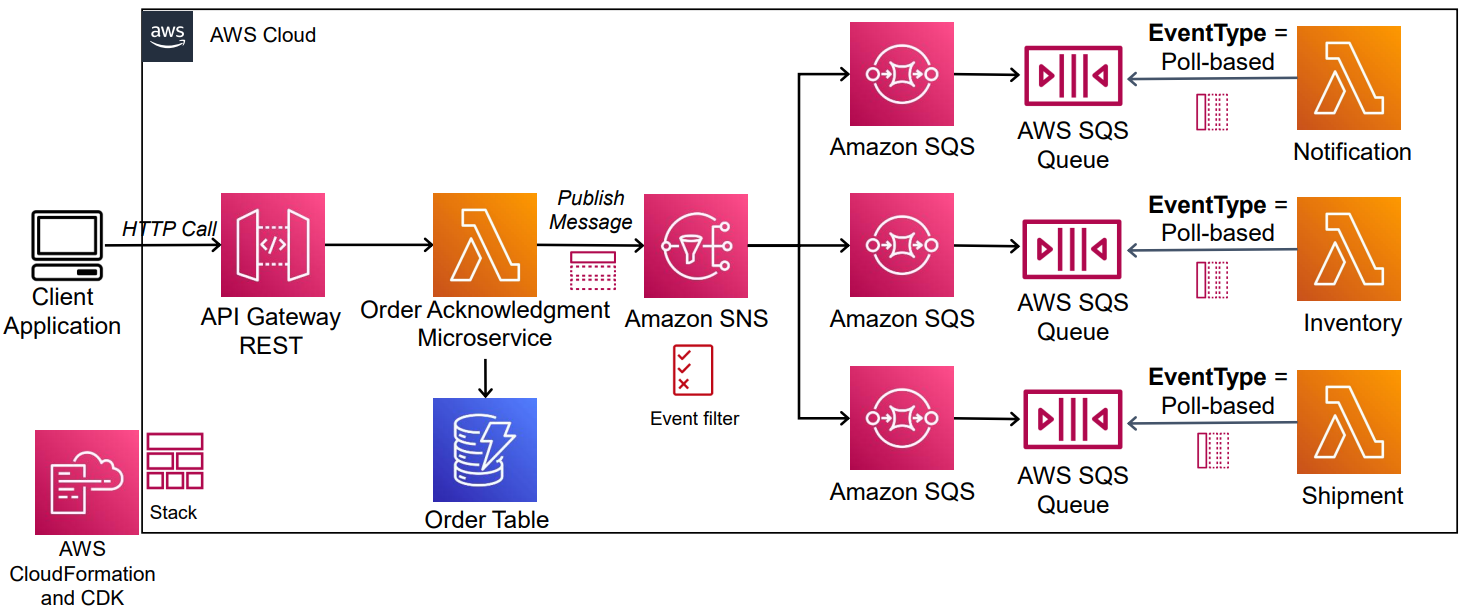 aws
AWS Cloud
EventType =
Poll-based
Amazon SQS
AWS SQS
Queue
Notification
HTTP Call
Publish
Message
EventType =
Poll-based
Client
Application
API Gateway
REST
Order Acknowledgment
Microservice
Amazon SNS
Amazon SQS
AWS SQS
Queue
Inventory
Event filter
EventType =
Poll-based
Amazon SQS
AWS SQS
Queue
Shipment
Order Table
Stack
AWS
CloudFormation
and CDK